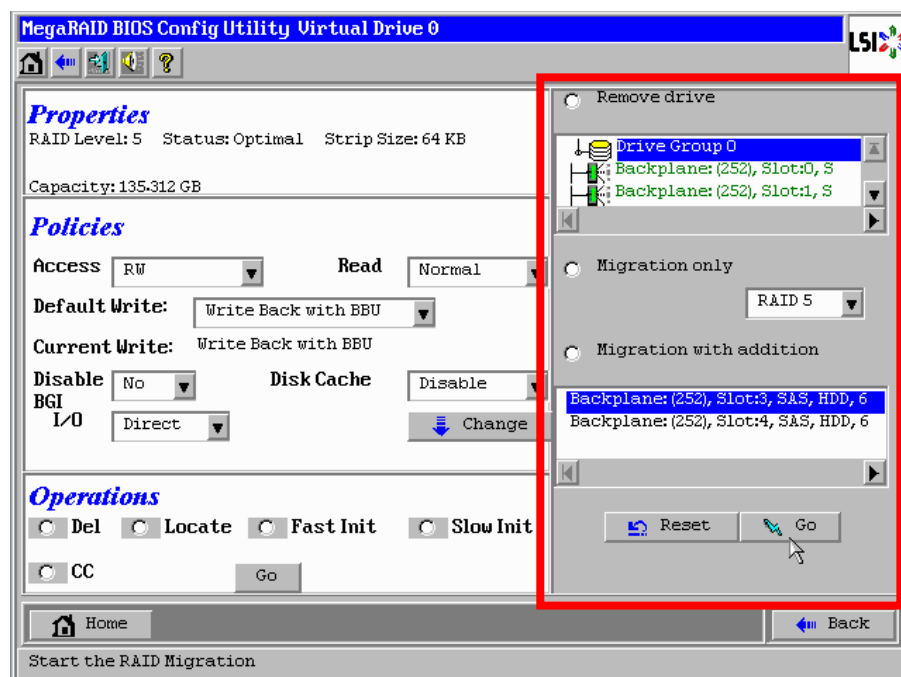 MegaRAID BIOS Config Utility Virtual Drive 0
LSI
Properties
RAID Level: 5 Status: Optimal Strip Size: 64 KB
Capacity: 135.312 GB
Policies
Access RW Read Normal
Default Write: Write Back with BBU
Current Write: Write Back with BBU
Disable BGI No Disk Cache Disable
I/O Direct Change
Operations
Del Locate Fast Init Slow Init
CC Go
Remove drive
Drive Group 0
Backplane: (252), Slot:0, S
Backplane: (252), Slot:1, S
Migration only
RAID 5
Migration with addition
Backplane: (252), Slot:3, SAS, HDD, 6
Backplane: (252), Slot:4, SAS, HDD, 6
Reset Go
Home Back
Start the RAID Migration